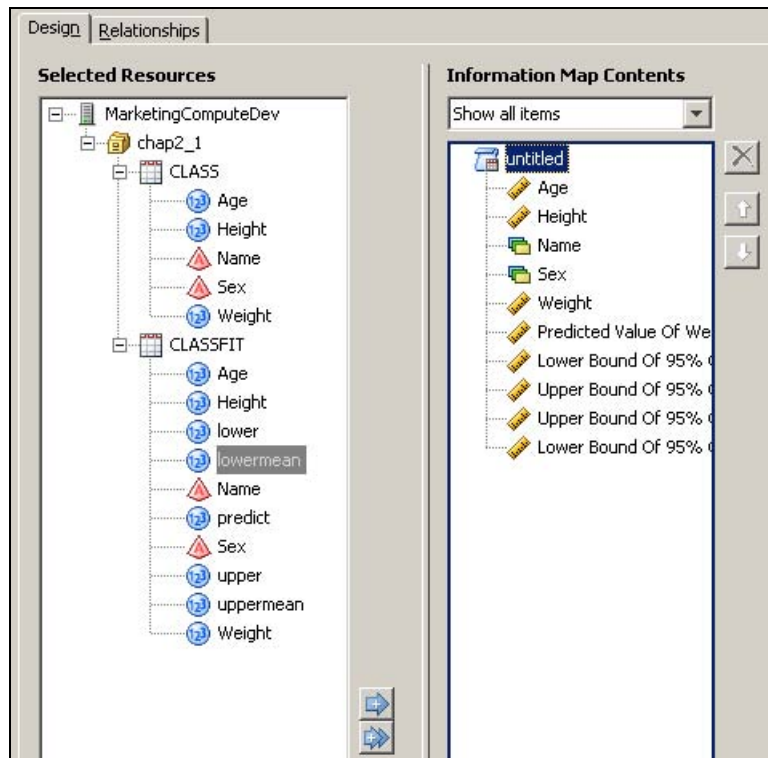 Design Relationships
Selected Resources
MarketingComputeDev
chap2_1
CLASS
Age
Height
Name
Sex
Weight
CLASSFIT
Age
Height
lower
lowermean
Name
predict
Sex
upper
uppermean
Weight
Information Map Contents
Show all items
untitled
Age
Height
Name
Sex
Weight
Predicted Value Of We
Lower Bound Of 95%
Upper Bound Of 95%
Upper Bound Of 95%
Lower Bound Of 95%